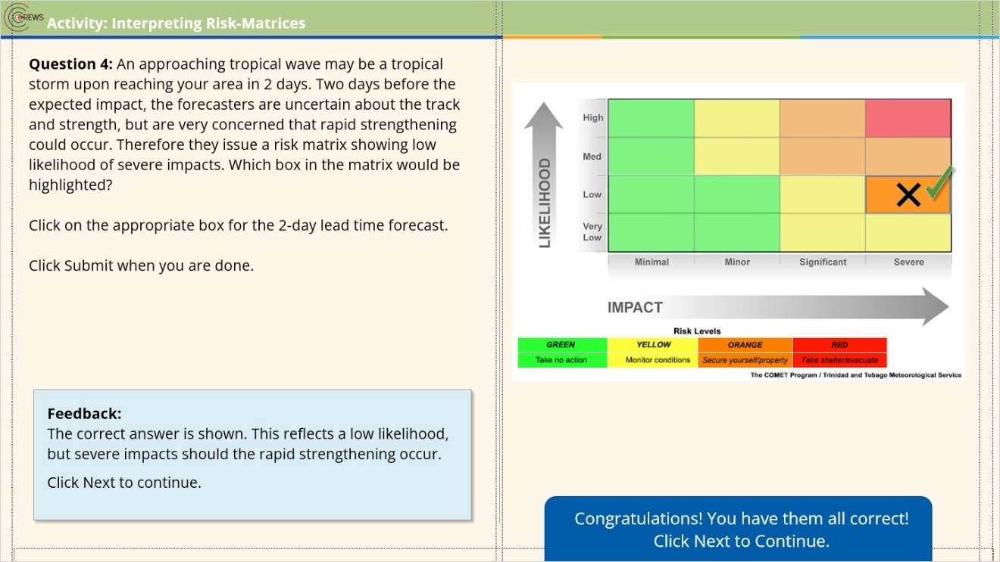 CREWS
Activity: Interpreting Risk-Matrices
Question 4: An approaching tropical wave may be a tropical
storm upon reaching your area in 2 days. Two days before the
expected impact, the forecasters are uncertain about the track
and strength, but are very concerned that rapid strengthening
could occur. Therefore they issue a risk matrix showing low
likelihood of severe impacts. Which box in the matrix would be
highlighted?
Click on the appropriate box for the 2-day lead time forecast.
Click Submit when you are done.
Feedback:
The correct answer is shown. This reflects a low likelihood,
but severe impacts should the rapid strengthening occur.
Click Next to continue.
LIKELIHOOD
High
Med
Low
Very
Low
Minimal Minor Significant Severe
IMPACT
Risk Levels
GREEN YELLOW ORANGE RED
Take no action Monitor conditions Secure yourself/property Take shelter/evacuate
The COMET Program / Trinidad and Tobago Meteorological Service
Congratulations! You have them all correct!
Click Next to Continue.